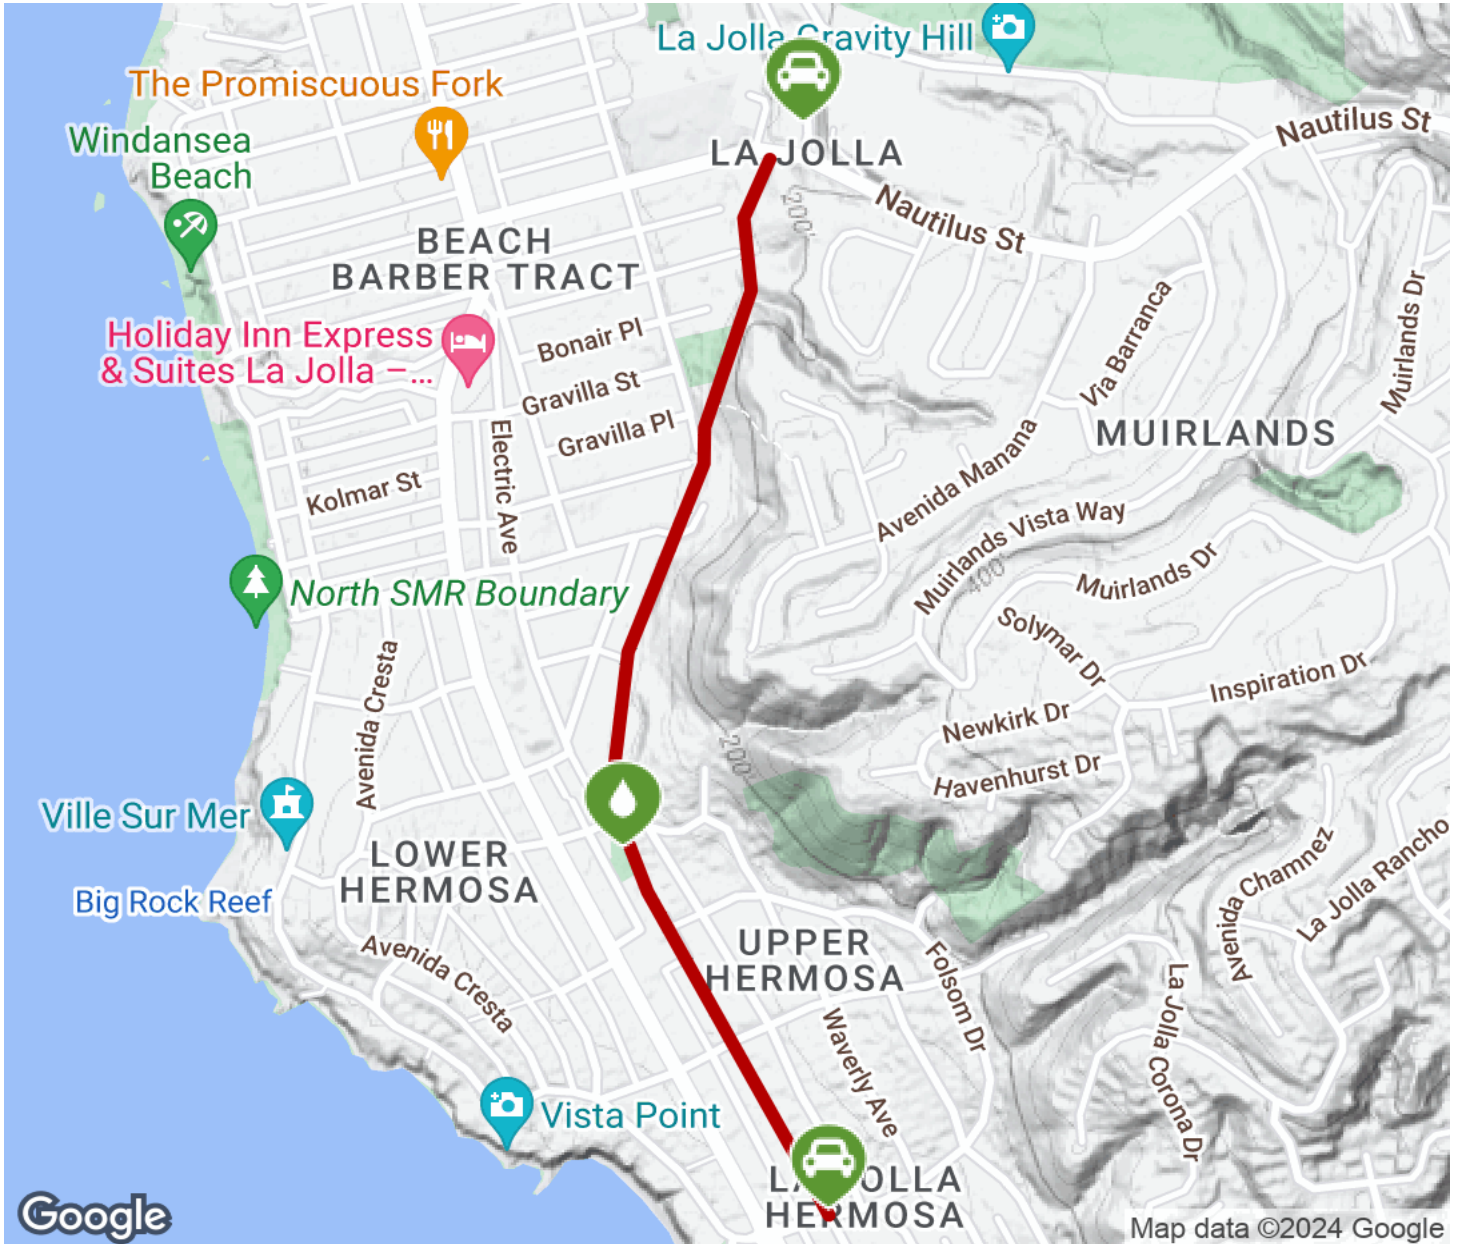 La Jolla Gravity Hill
The Promiscuous Fork
Nautilus St
Windansea
Beach
LA JOLLA
Nautilus St
200'
BEACH
BARBER TRACT
Holiday Inn Express
& Suites La Jolla –...
Bonair Pl
Gravilla St
Gravilla Pl
Electric Ave
Kolmar St
Via Barranca
Muirlands Dr
MUIRLANDS
Avenida Manana
Muirlands Vista Way
400'
Muirlands Dr
North SMR Boundary
Solymar Dr
Inspiration Dr
Avenida Cresta
Newkirk Dr
200'
Havenhurst Dr
Ville Sur Mer
LOWER
HERMOSA
Big Rock Reef
Avenida Chamnez
La Jolla Rancho
UPPER
HERMOSA
Avenida Cresta
Folsom Dr
La Jolla Corona Dr
Waverly Ave
Vista Point
LA JOLLA
HERMOSA
Google
Map data ©2024 Google